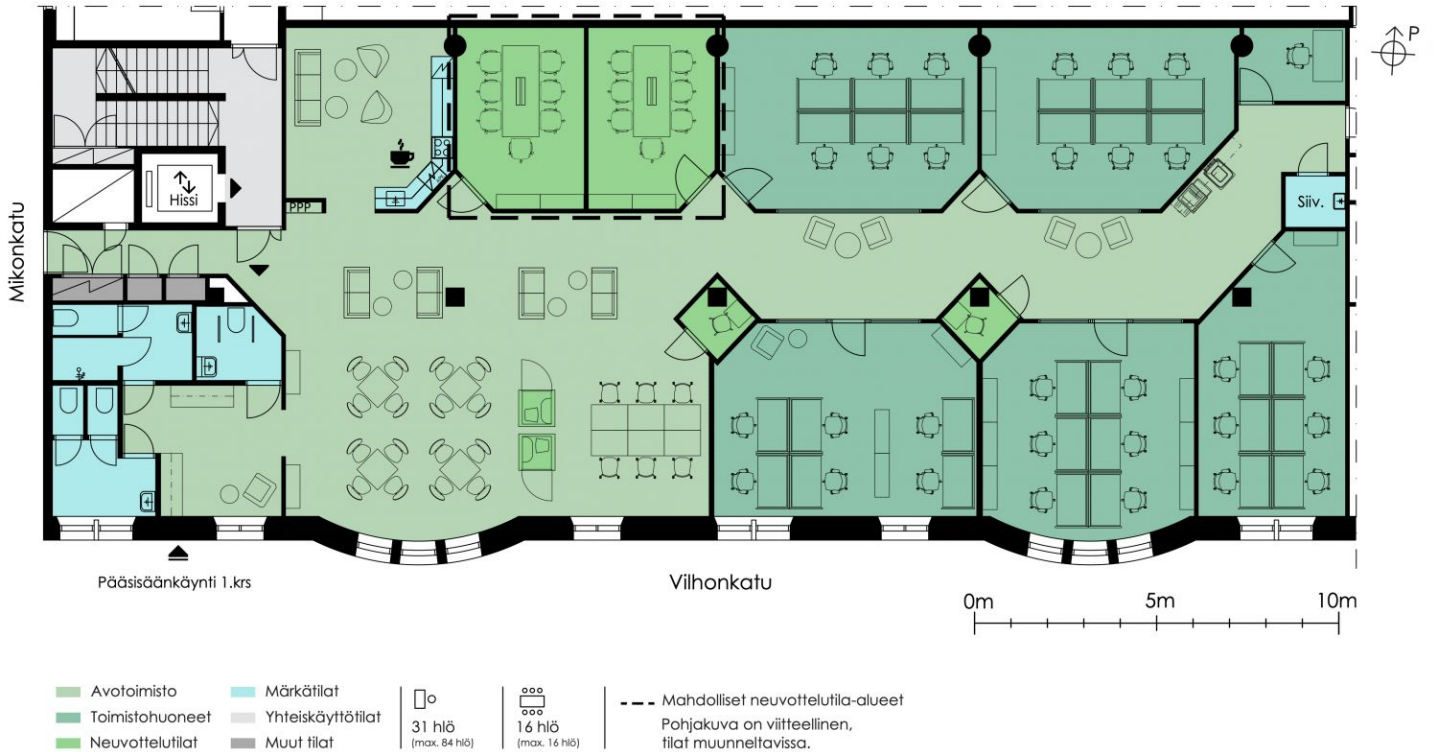 P
Hissi
PPP
Siiv.
Mikonkatu
Pääsisäänkäynti 1.krs
Vilhonkatu
0m 5m 10m
Avotoimisto
Toimistohuoneet
Neuvottelutilat
Märkätilat
Yhteiskäyttötilat
Muut tilat
31 hlö
(max. 84 hlö)
16 hlö
(max. 16 hlö)
Mahdolliset neuvottelutila-alueet
Pohjakuva on viitteellinen,
tilat muunneltavissa.